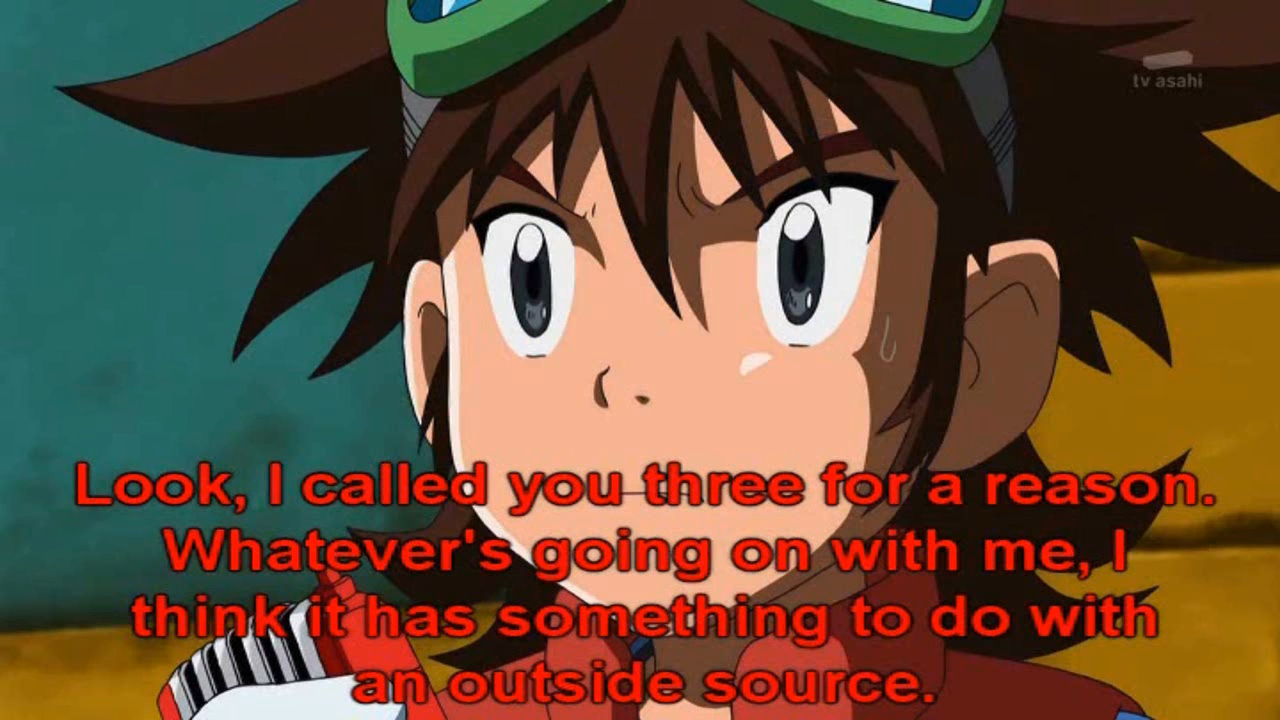 tv asahi
Look, I called you three for a reason.
Whatever's going on with me, I
think it has something to do with
an outside source.